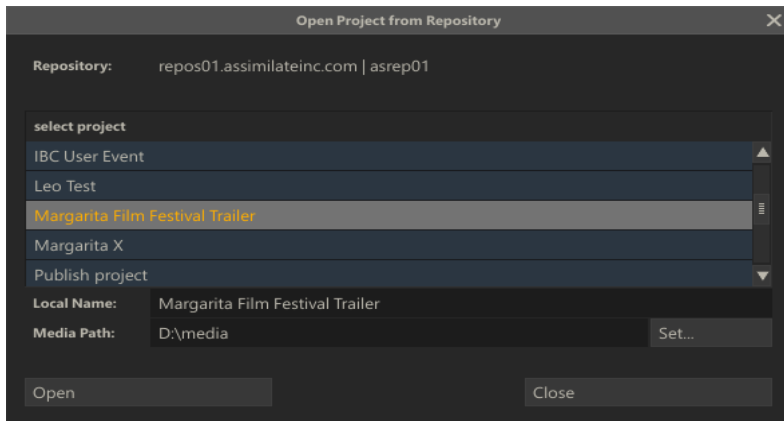 Open Project from Repository
Repository: repos01.assimilateinc.com | asrep01
select project
IBC User Event
Leo Test
Margarita Film Festival Trailer
Margarita X
Publish project
Local Name: Margarita Film Festival Trailer
Media Path: D:\media Set...
Open Close